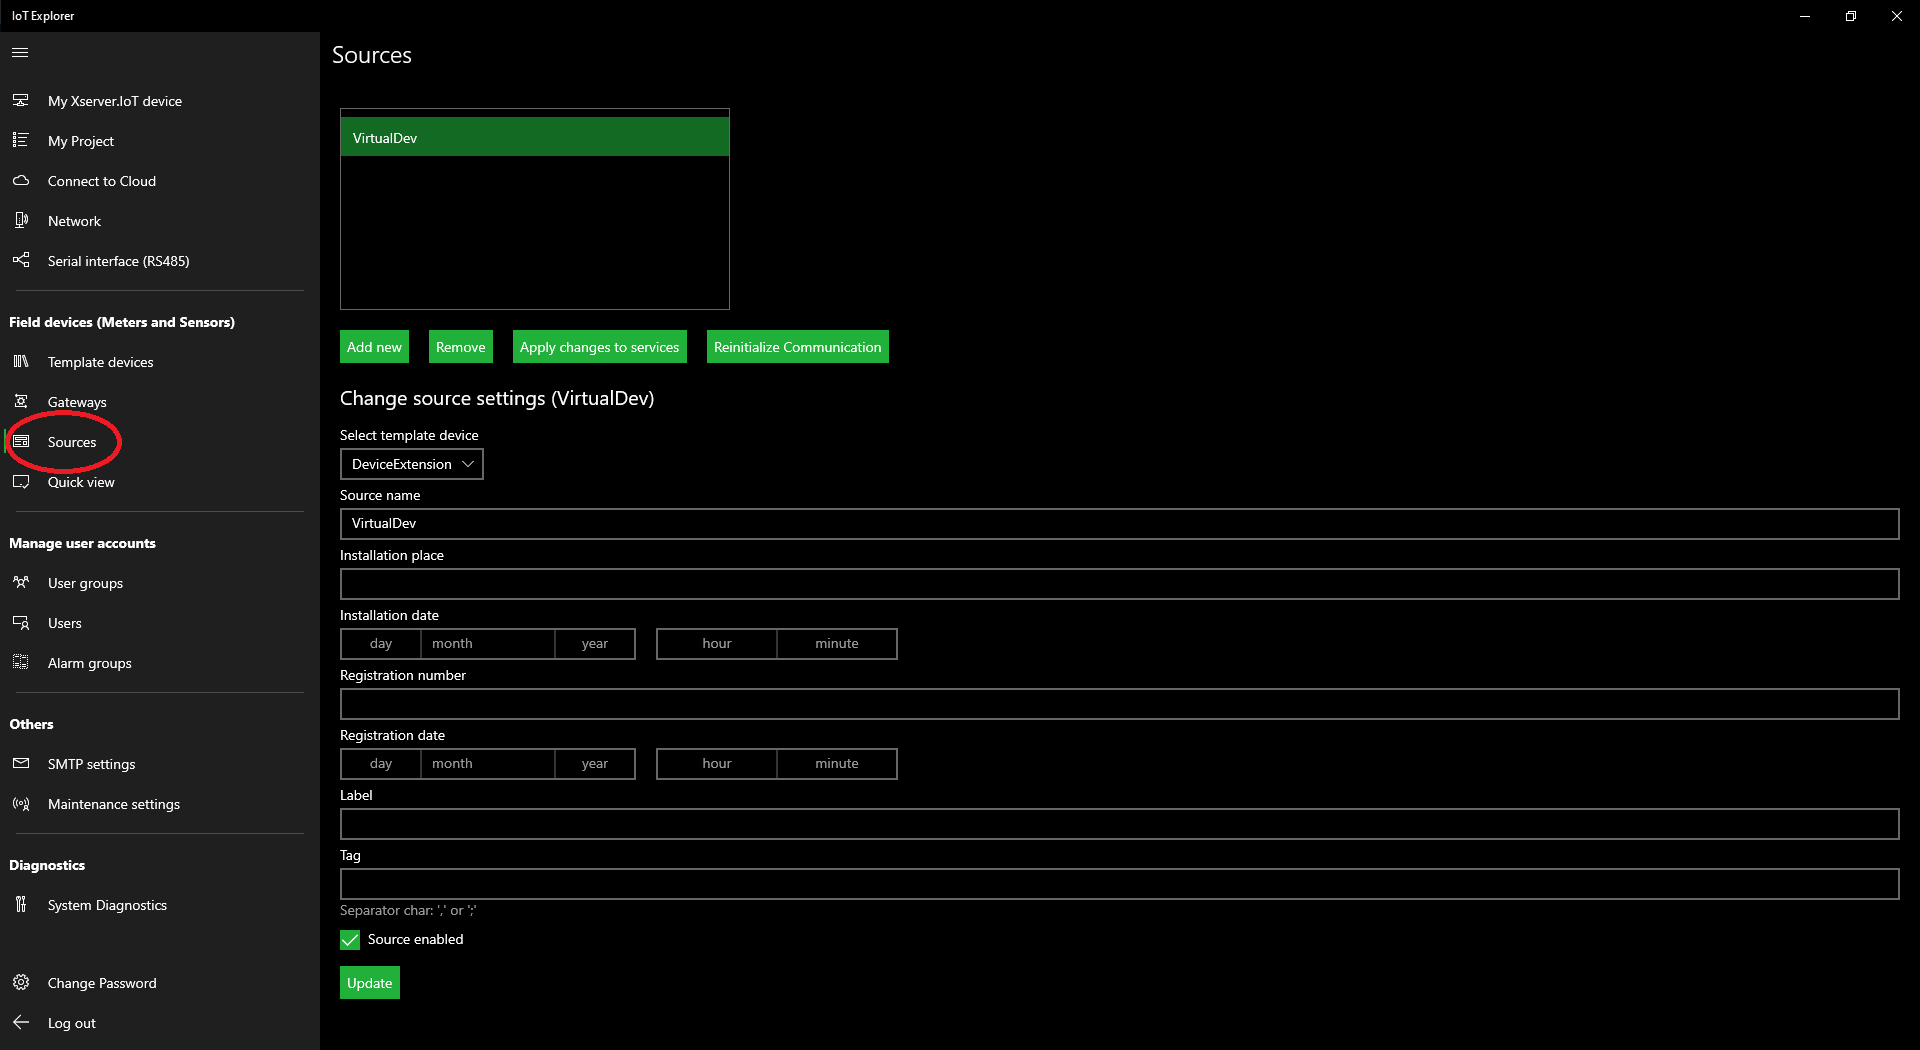 IoT Explorer
My Xserver.IoT device
My Project
Connect to Cloud
Network
Serial interface (RS485)
Field devices (Meters and Sensors)
Template devices
Gateways
Sources
Quick view
Manage user accounts
User groups
Users
Alarm groups
Others
SMTP settings
Maintenance settings
Diagnostics
System Diagnostics
Change Password
Log out
Sources
VirtualDev
Add new Remove Apply changes to services Reinitialize Communication
Change source settings (VirtualDev)
Select template device
DeviceExtension
Source name
VirtualDev
Installation place
Installation date
day month year hour minute
Registration number
Registration date
day month year hour minute
Label
Tag
Separator char: ',' or ';'
Source enabled
Update